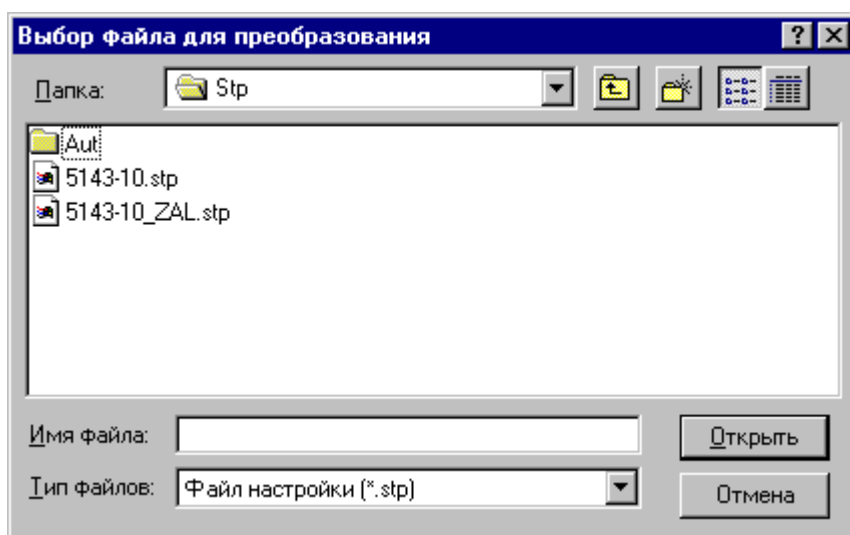 Выбор файла для преобразования
Папка: Stp
Aut
5143-10.stp
5143-10_ZAL.stp
Имя файла: Открыть
Тип файлов: Файл настройки (*.stp) Отмена